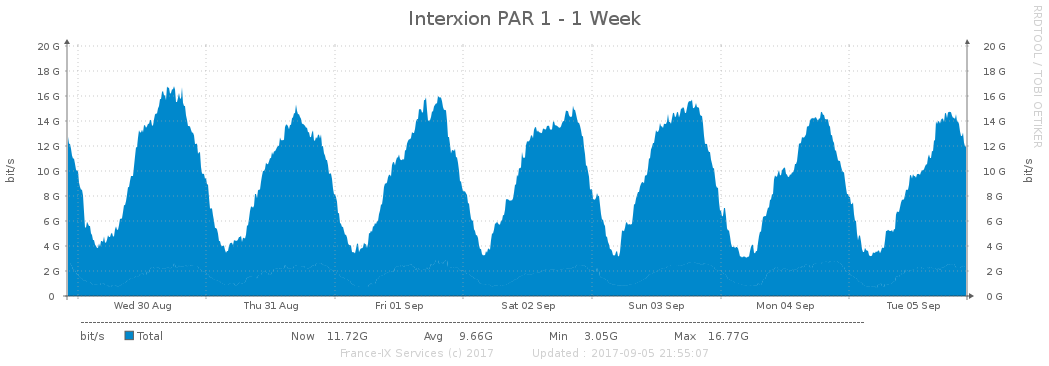 Interxion PAR 1 - 1 Week
RRDTOOL / TOBI OETIKER
20 G 20 G
18 G 18 G
16 G 16 G
14 G 14 G
12 G 12 G
10 G 10 G
8 G 8 G
6 G 6 G
4 G 4 G
2 G 2 G
0 0 G
bit/s
bit/s
Wed 30 Aug Thu 31 Aug Fri 01 Sep Sat 02 Sep Sun 03 Sep Mon 04 Sep Tue 05 Sep
bit/s Total Now 11.72G Avg 9.66G Min 3.05G Max 16.77G
France-IX Services (c) 2017 Updated : 2017-09-05 21:55:07